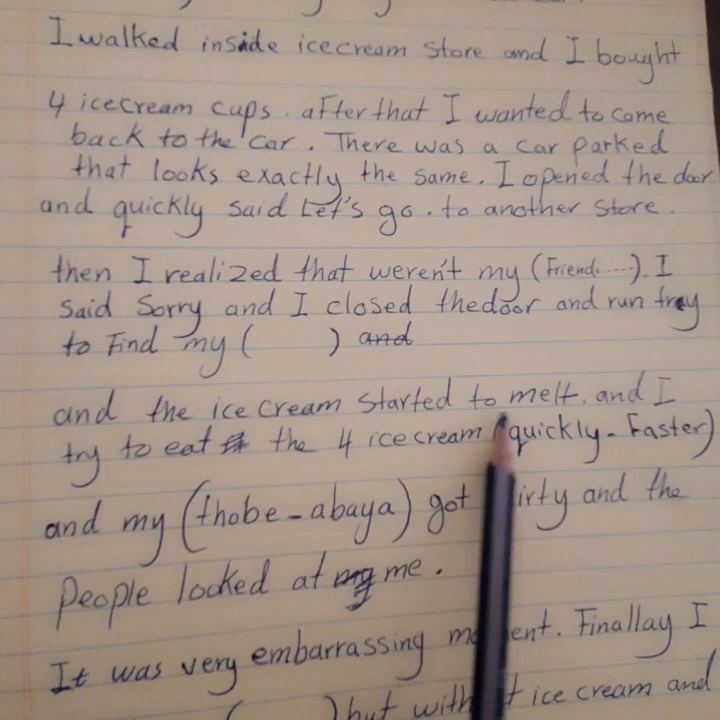 I walked inside icecream store and I bought
4 icecream cups. after that I wanted to come
back to the car. There was a car parked
that looks exactly the same. I opened the door
and quickly said Let's go. to another store.
then I realized that weren't my (Friends ....). I
said Sorry and I closed thedoor and run tray
to Find my (    ) and
and the ice cream started to melt. and I
try to eat the 4 icecream (quickly - Faster)
and my (thobe - abaya) got irty and the
people looked at my me.
It was very embarrassing m ent. Finallay I
(    ) but with t ice cream and